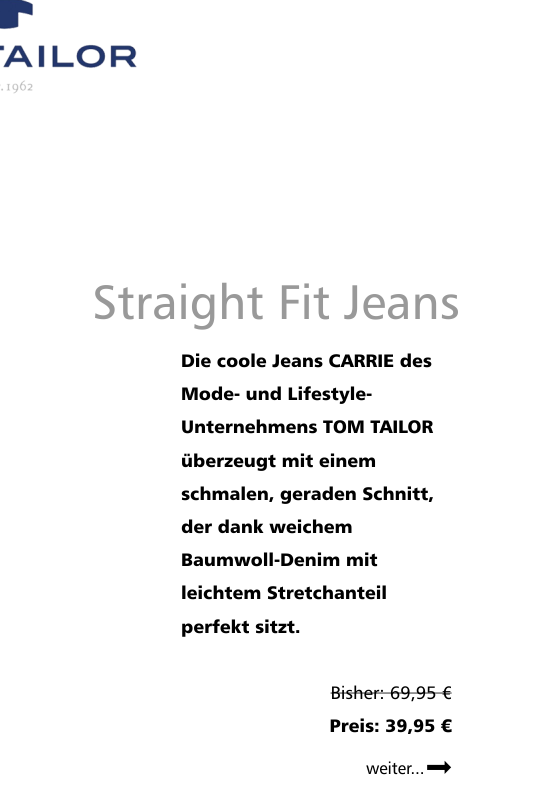 TAILOR
.1962
Straight Fit Jeans
Die coole Jeans CARRIE des
Mode- und Lifestyle-
Unternehmens TOM TAILOR
überzeugt mit einem
schmalen, geraden Schnitt,
der dank weichem
Baumwoll-Denim mit
leichtem Stretchanteil
perfekt sitzt.
Bisher: 69,95 €
Preis: 39,95 €
weiter...